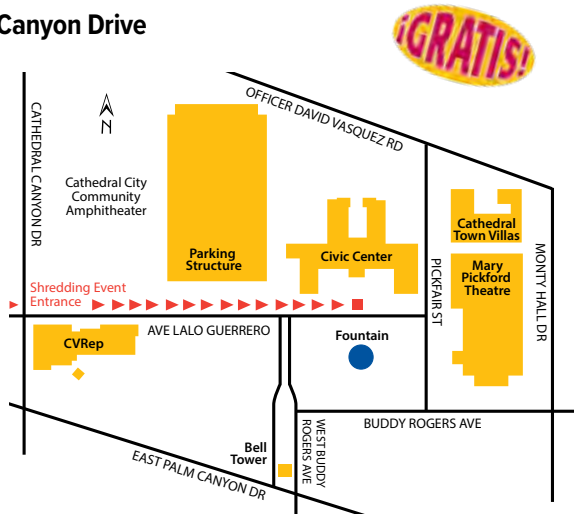 Canyon Drive
¡GRATIS!
OFFICER DAVID VASQUEZ RD
CATHEDRAL CANYON DR
N
Cathedral City
Community
Amphitheater
Parking
Structure
Civic Center
Cathedral
Town Villas
Mary
Pickford
Theatre
PICKFAIR ST
MONTY HALL DR
Shredding Event
Entrance
AVE LALO GUERRERO
CVRep
Fountain
BUDDY ROGERS AVE
WEST BUDDY
ROGERS AVE
Bell
Tower
EAST PALM CANYON DR